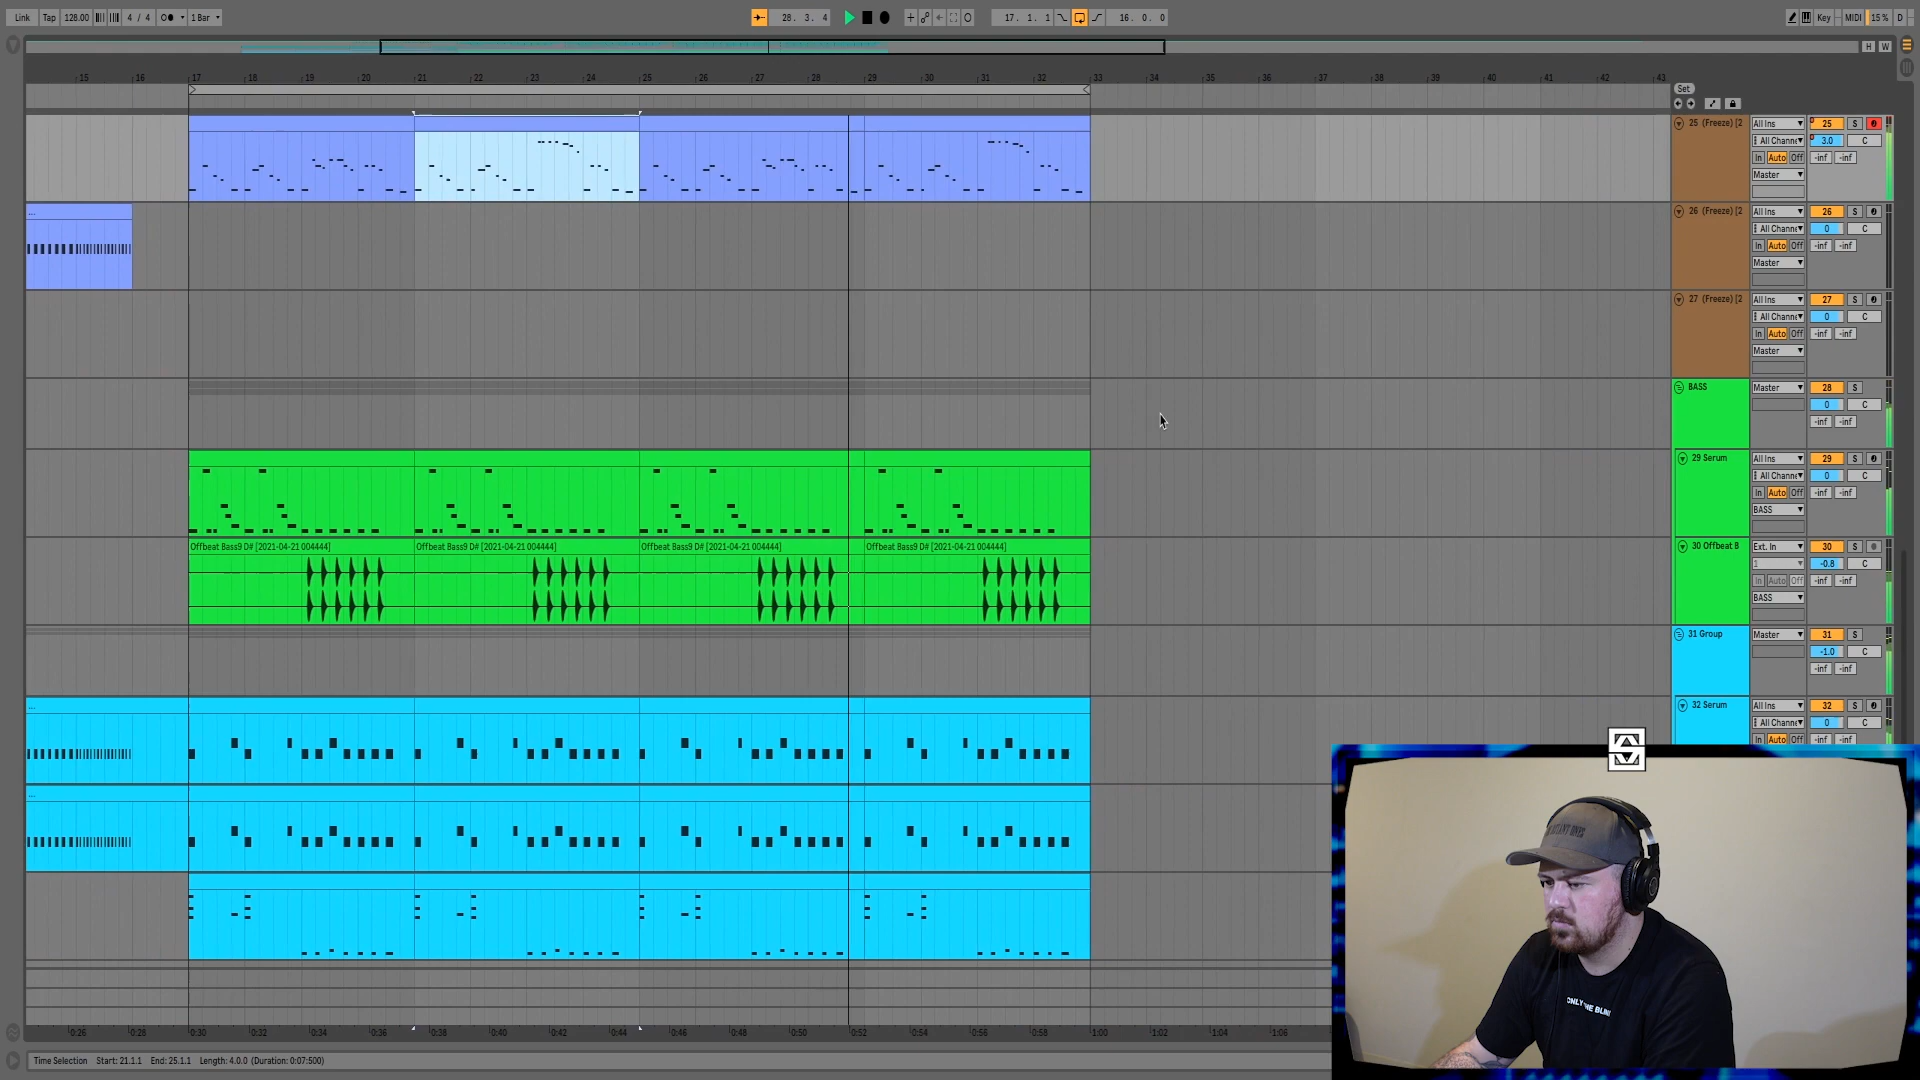 Link Tap 128.00 4 / 4 1 Bar 28. 3. 4 17. 1. 1 16. 0. 0 Key MIDI 15 % D
H W
15 16 17 18 19 20 21 22 23 24 25 26 27 28 29 30 31 32 33 34 35 36 37 38 39 40 41 42 43
Set
25 (Freeze) [2 All Ins 25 S
All Channe 3.0
In Auto Off -inf -inf
Master
... 26 (Freeze) [2 All Ins 26 S
All Channe 0 C
In Auto Off -inf -inf
Master
27 (Freeze) [2 All Ins 27 S
All Channe 0 C
In Auto Off -inf -inf
Master
BASS Master 28 S
0 C
-inf -inf
29 Serum All Ins 29 S
All Channe 0 C
In Auto Off -inf -inf
BASS
Offbeat Bass9 D# [2021-04-21 004444] Offbeat Bass9 D# [2021-04-21 004444] Offbeat Bass9 D# [2021-04-21 004444] Offbeat Bass9 D# [2021-04-21 004444] 30 Offbeat B Ext. In 30 S
1 -0.8 C
In Auto Off -inf -inf
BASS
31 Group Master 31 S
-1.0 C
-inf -inf
... 32 Serum All Ins 32 S
All Channe 0 C
In Auto Off -inf -inf
...
0:26 0:28 0:30 0:32 0:34 0:36 0:38 0:40 0:42 0:44 0:46 0:48 0:50 0:52 0:54 0:56 0:58 1:00 1:02 1:04 1:06
Time Selection Start: 21.1.1 End: 25.1.1 Length: 4.0.0 (Duration: 0:07:500)